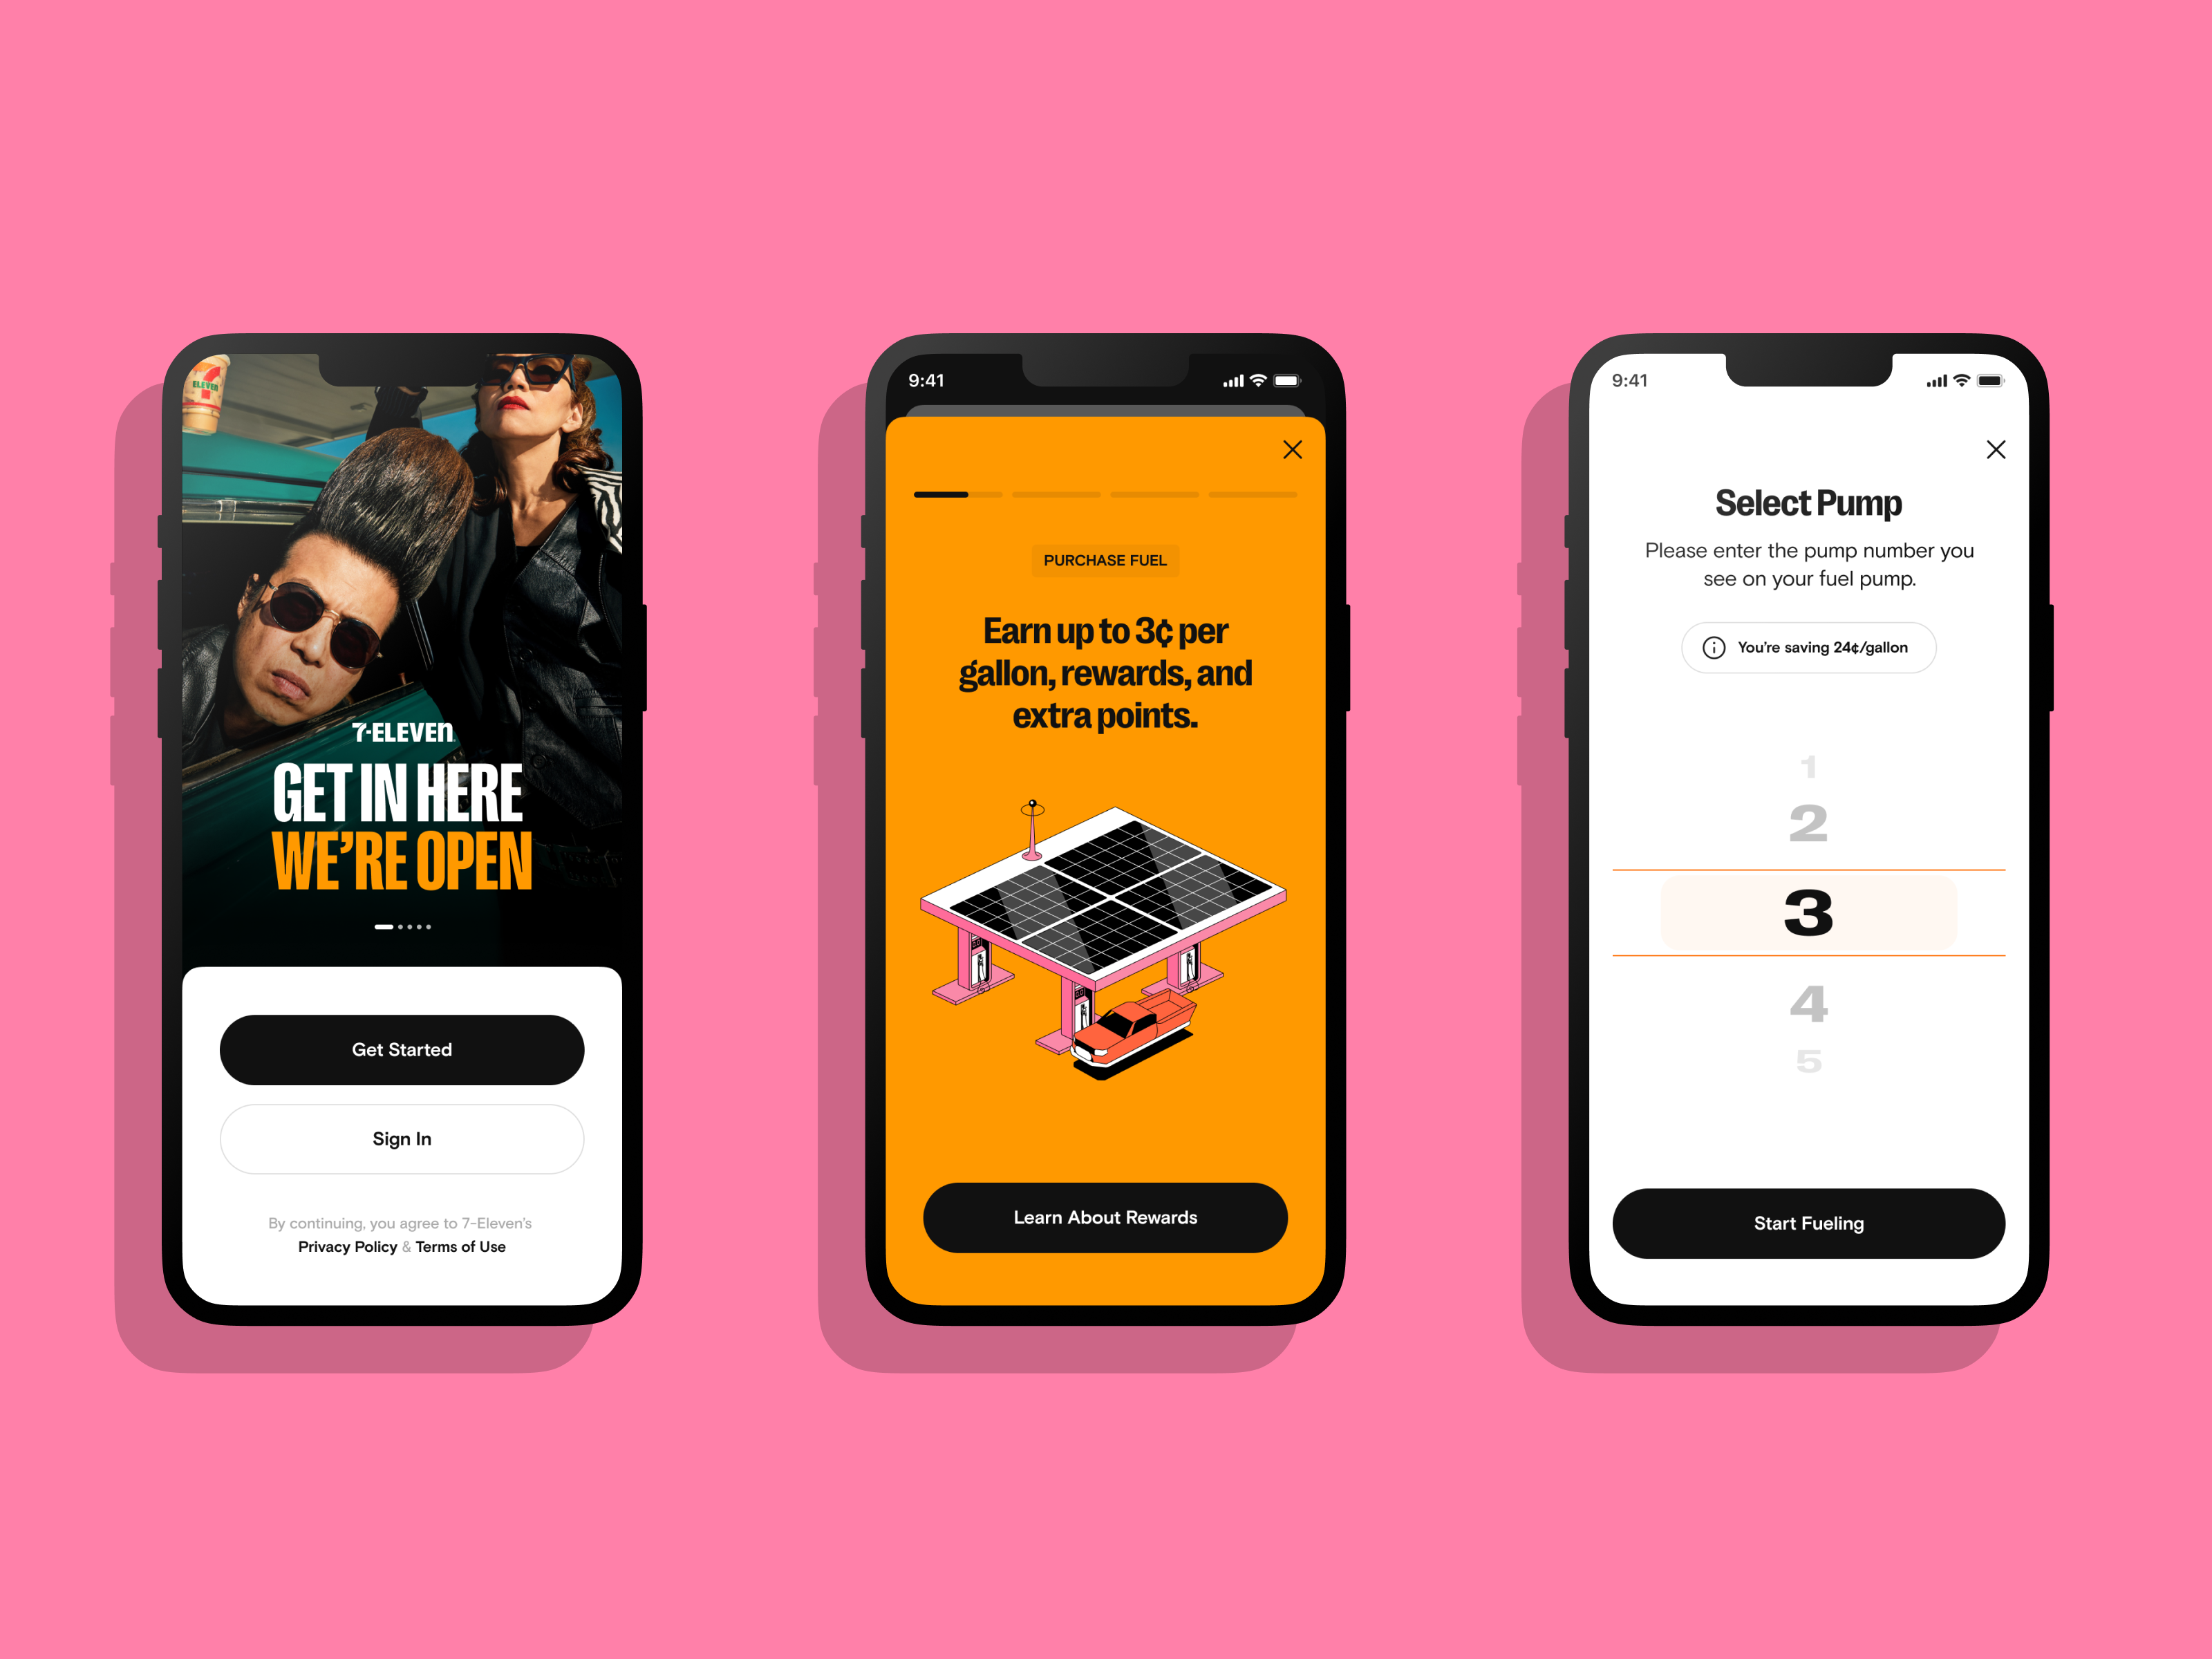 ELEVEN
7-ELEVEN
GET IN HERE
WE'RE OPEN
Get Started
Sign In
By continuing, you agree to 7-Eleven's
Privacy Policy & Terms of Use
9:41
PURCHASE FUEL
Earn up to 3¢ per
gallon, rewards, and
extra points.
Learn About Rewards
9:41
Select Pump
Please enter the pump number you
see on your fuel pump.
You're saving 24¢/gallon
1
2
3
4
5
Start Fueling